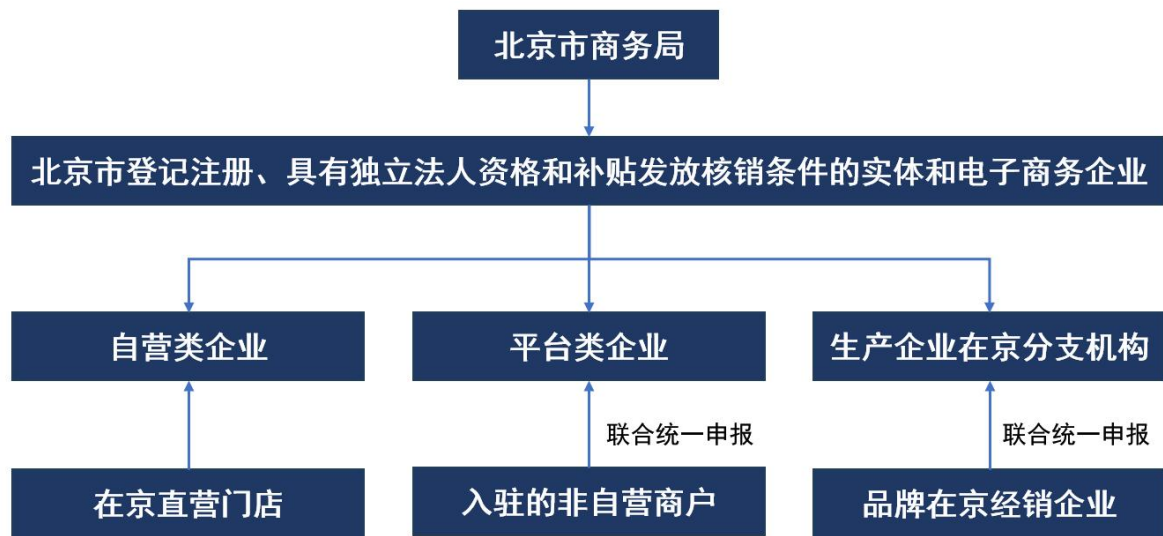 北京市商务局
北京市登记注册、具有独立法人资格和补贴发放核销条件的实体和电子商务企业
自营类企业
平台类企业
生产企业在京分支机构
联合统一申报
联合统一申报
在京直营门店
入驻的非自营商户
品牌在京经销企业